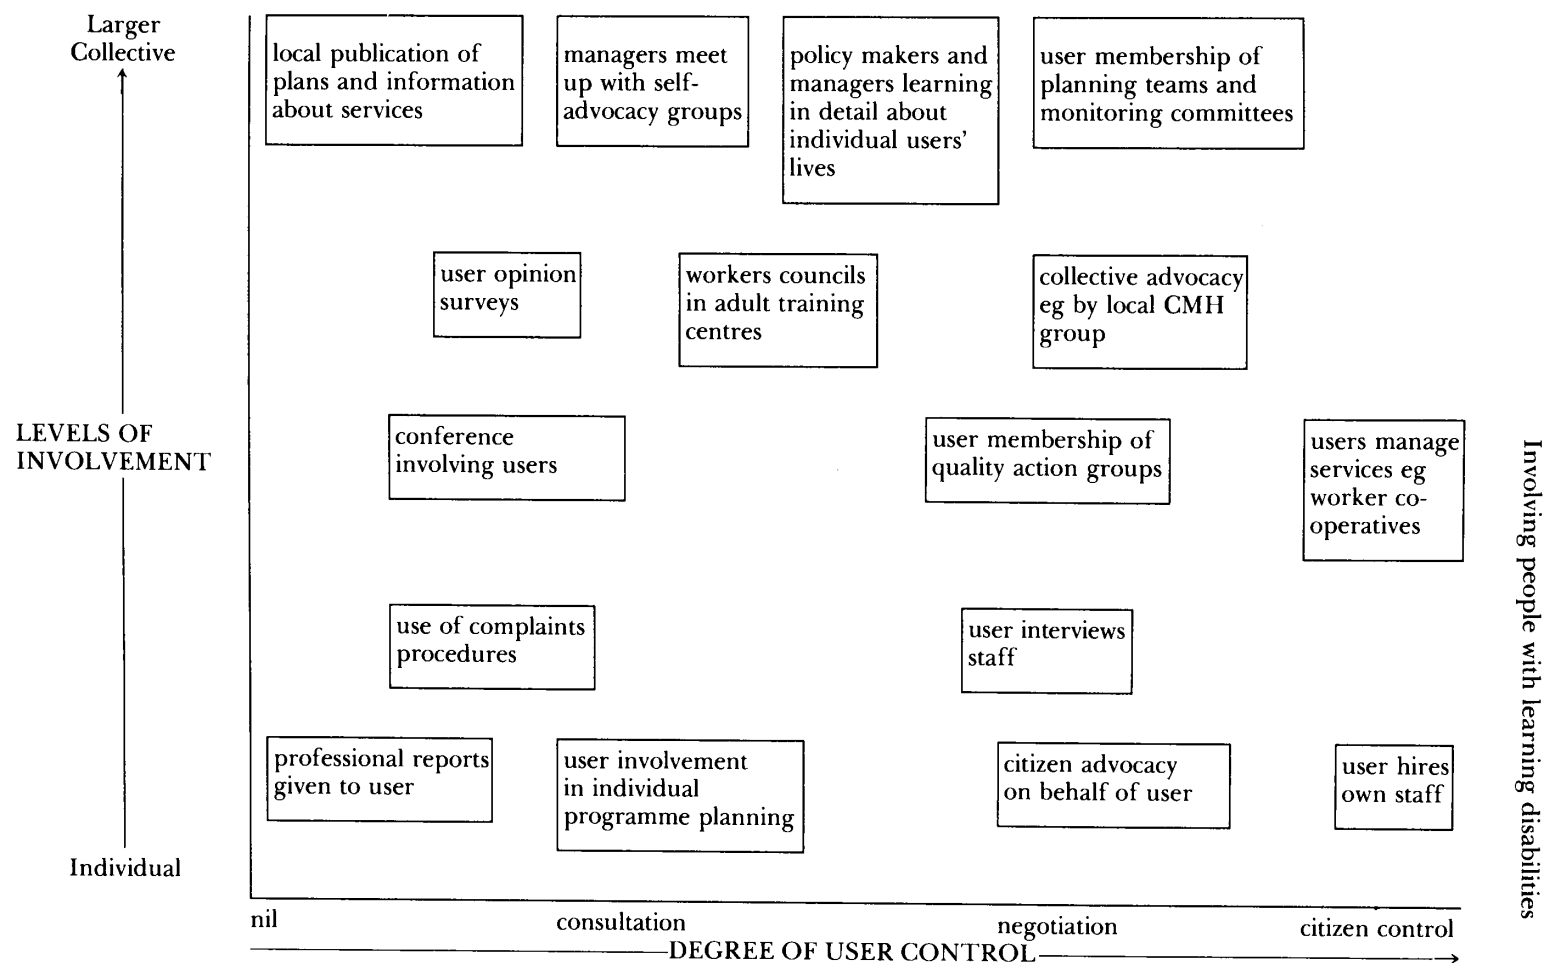 Larger
Collective
local publication of
plans and information
about services
managers meet
up with self-
advocacy groups
policy makers and
managers learning
in detail about
individual users'
lives
user membership of
planning teams and
monitoring committees
user opinion
surveys
workers councils
in adult training
centres
collective advocacy
eg by local CMH
group
LEVELS OF
INVOLVEMENT
conference
involving users
user membership of
quality action groups
users manage
services eg
worker co-
operatives
use of complaints
procedures
user interviews
staff
professional reports
given to user
user involvement
in individual
programme planning
citizen advocacy
on behalf of user
user hires
own staff
Individual
nil
consultation
negotiation
citizen control
DEGREE OF USER CONTROL
Involving people with learning disabilities